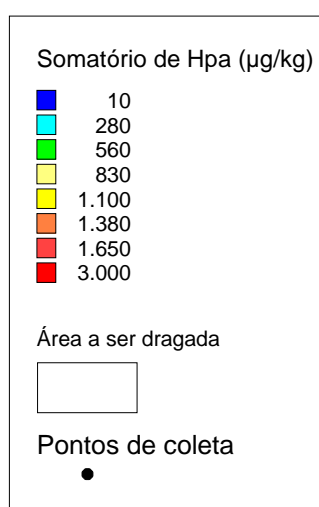 Somatório de Hpa (µg/kg)
10
280
560
830
1.100
1.380
1.650
3.000
Área a ser dragada
Pontos de coleta